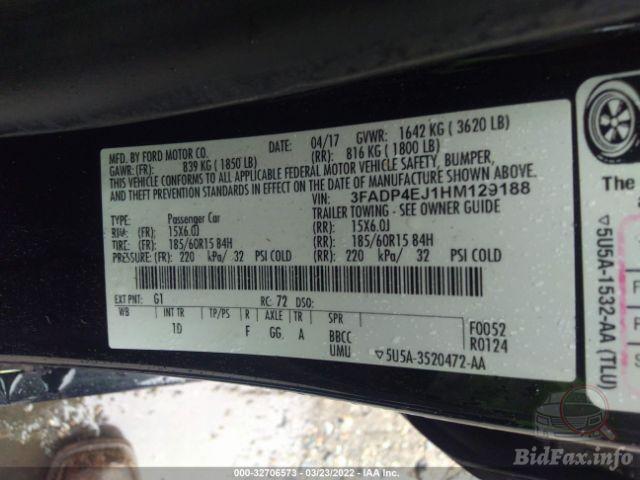 MFD. BY FORD MOTOR CO.
DATE: 04/17 GVWR: 1642 KG ( 3620 LB)
GAWR: (FR): 839 KG ( 1850 LB) (RR): 816 KG ( 1800 LB)
THIS VEHICLE CONFORMS TO ALL APPLICABLE FEDERAL MOTOR VEHICLE SAFETY, BUMPER,
AND THEFT PREVENTION STANDARDS IN EFFECT ON THE DATE OF MANUFACTURE SHOWN ABOVE.
VIN: 3FADP4EJ1HM129188
TYPE: Passenger Car TRAILER TOWING - SEE OWNER GUIDE
RIM: (FR): 15X6.0J (RR): 15X6.0J
TIRE: (FR): 185/60R15 84H (RR): 185/60R15 84H
PRESSURE: (FR): 220 kPa/ 32 PSI COLD (RR): 220 kPa/ 32 PSI COLD
EXT PNT: G1 RC: 72 DSO:
WB INT TR TP/PS R AXLE TR SPR
1D F GG A BBCC
UMU
F0052
R0124
▽5U5A-3520472-AA
The
▽5U5A-1532-AA (TLU)
BidFax.info
000-32706573 - 03/23/2022 - IAA Inc.